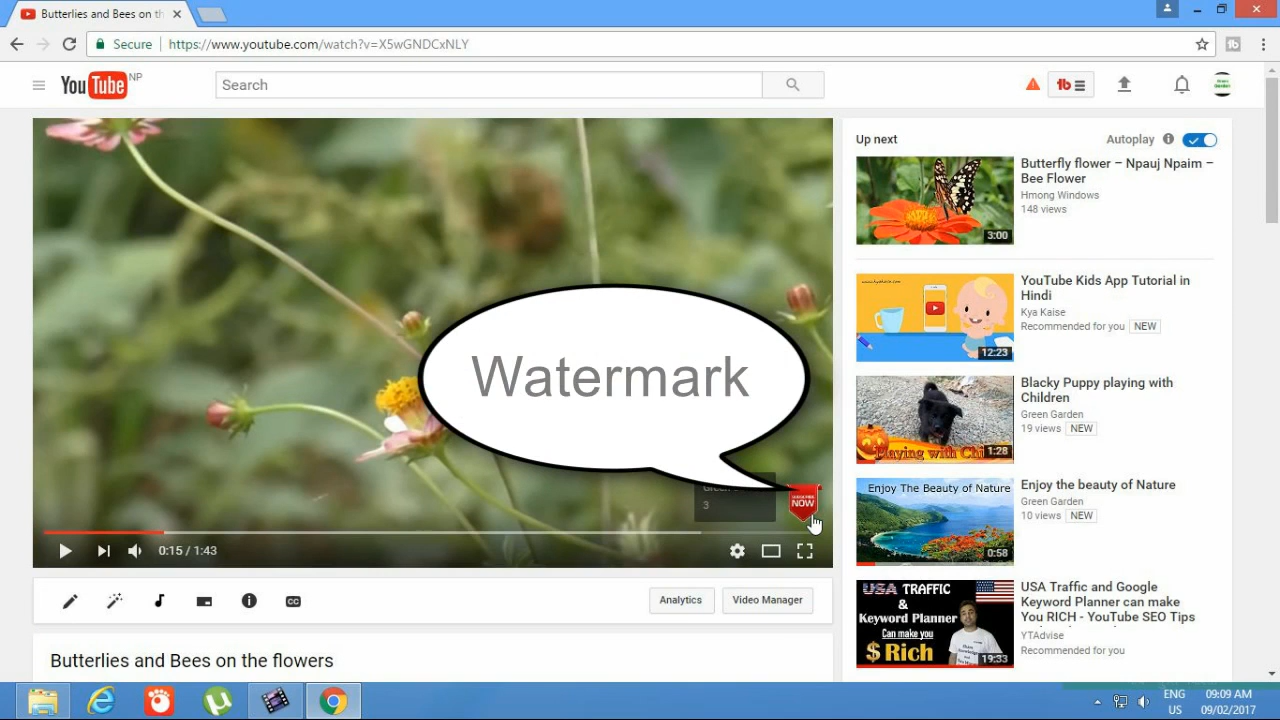 Butterlies and Bees on th
Secure
https://www.youtube.com/watch?v=X5wGNDCxNLY
YouTube NP
Search
Watermark
3
SUBSCRIBE
NOW
0:15 / 1:43
CC
Analytics
Video Manager
Butterlies and Bees on the flowers
Up next
Autoplay
3:00
Butterfly flower – Npauj Npaim –
Bee Flower
Hmong Windows
148 views
12:23
YouTube Kids App Tutorial in
Hindi
Kya Kaise
Recommended for you NEW
Playing with
1:28
Blacky Puppy playing with
Children
Green Garden
19 views NEW
Enjoy The Beauty of Nature
0:58
Enjoy the beauty of Nature
Green Garden
10 views NEW
USA TRAFFIC
&
Keyword Planner
Can make you
$ Rich
19:33
USA Traffic and Google
Keyword Planner can make
You RICH - YouTube SEO Tips
YTAdvise
Recommended for you
ENG
US
09:09 AM
09/02/2017